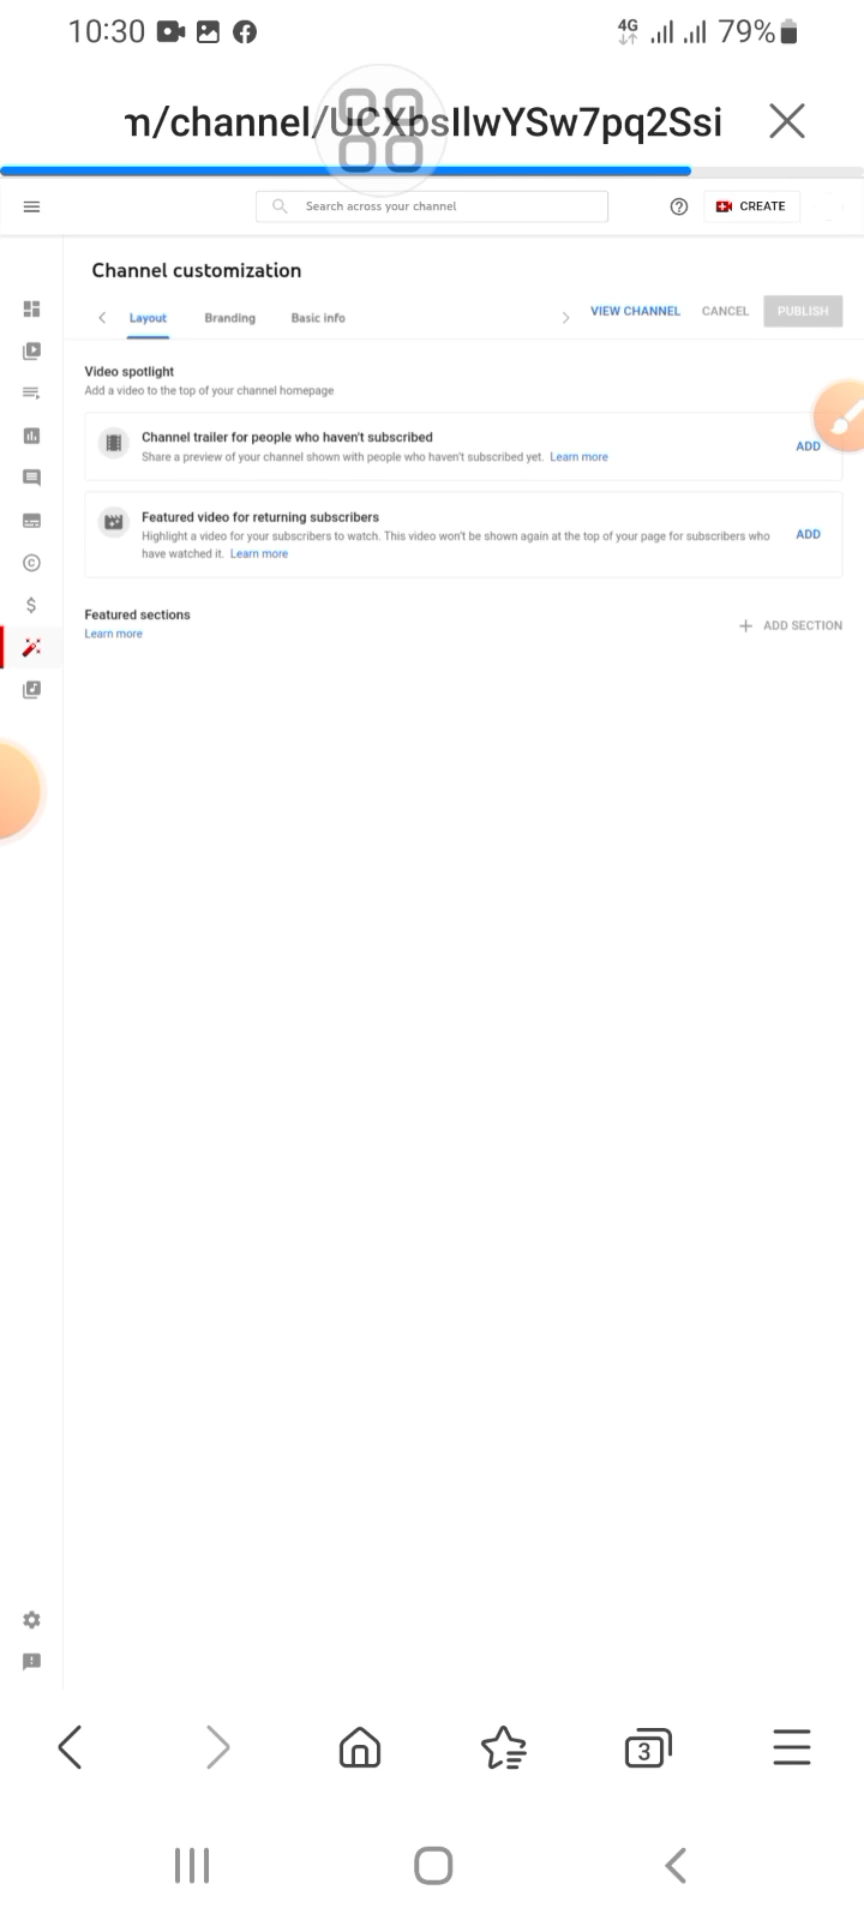 10:30
4G
79%
n/channel/UCXbsIlwYSw7pq2Ssi
Search across your channel
CREATE
Channel customization
Layout Branding Basic info
VIEW CHANNEL CANCEL PUBLISH
Video spotlight
Add a video to the top of your channel homepage
Channel trailer for people who haven't subscribed
Share a preview of your channel shown with people who haven't subscribed yet. Learn more
ADD
Featured video for returning subscribers
Highlight a video for your subscribers to watch. This video won't be shown again at the top of your page for subscribers who
have watched it. Learn more
ADD
Featured sections
Learn more
ADD SECTION
3